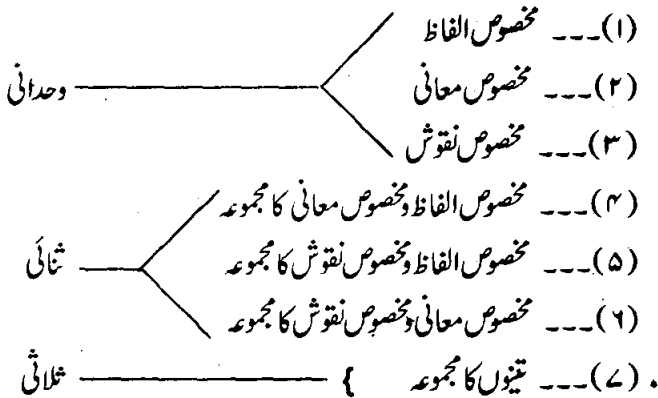 (۱)--- مخصوص الفاظ
(۲)--- مخصوص معانی
وحدانی
(۳)--- مخصوص نقوش
(۴)--- مخصوص الفاظ ومخصوص معانی کا مجموعہ
(۵)--- مخصوص الفاظ ومخصوص نقوش کا مجموعہ
ثنائی
(۶)--- مخصوص معانی ومخصوص نقوش کا مجموعہ
(۷)--- تینوں کا مجموعہ } ثلاثی